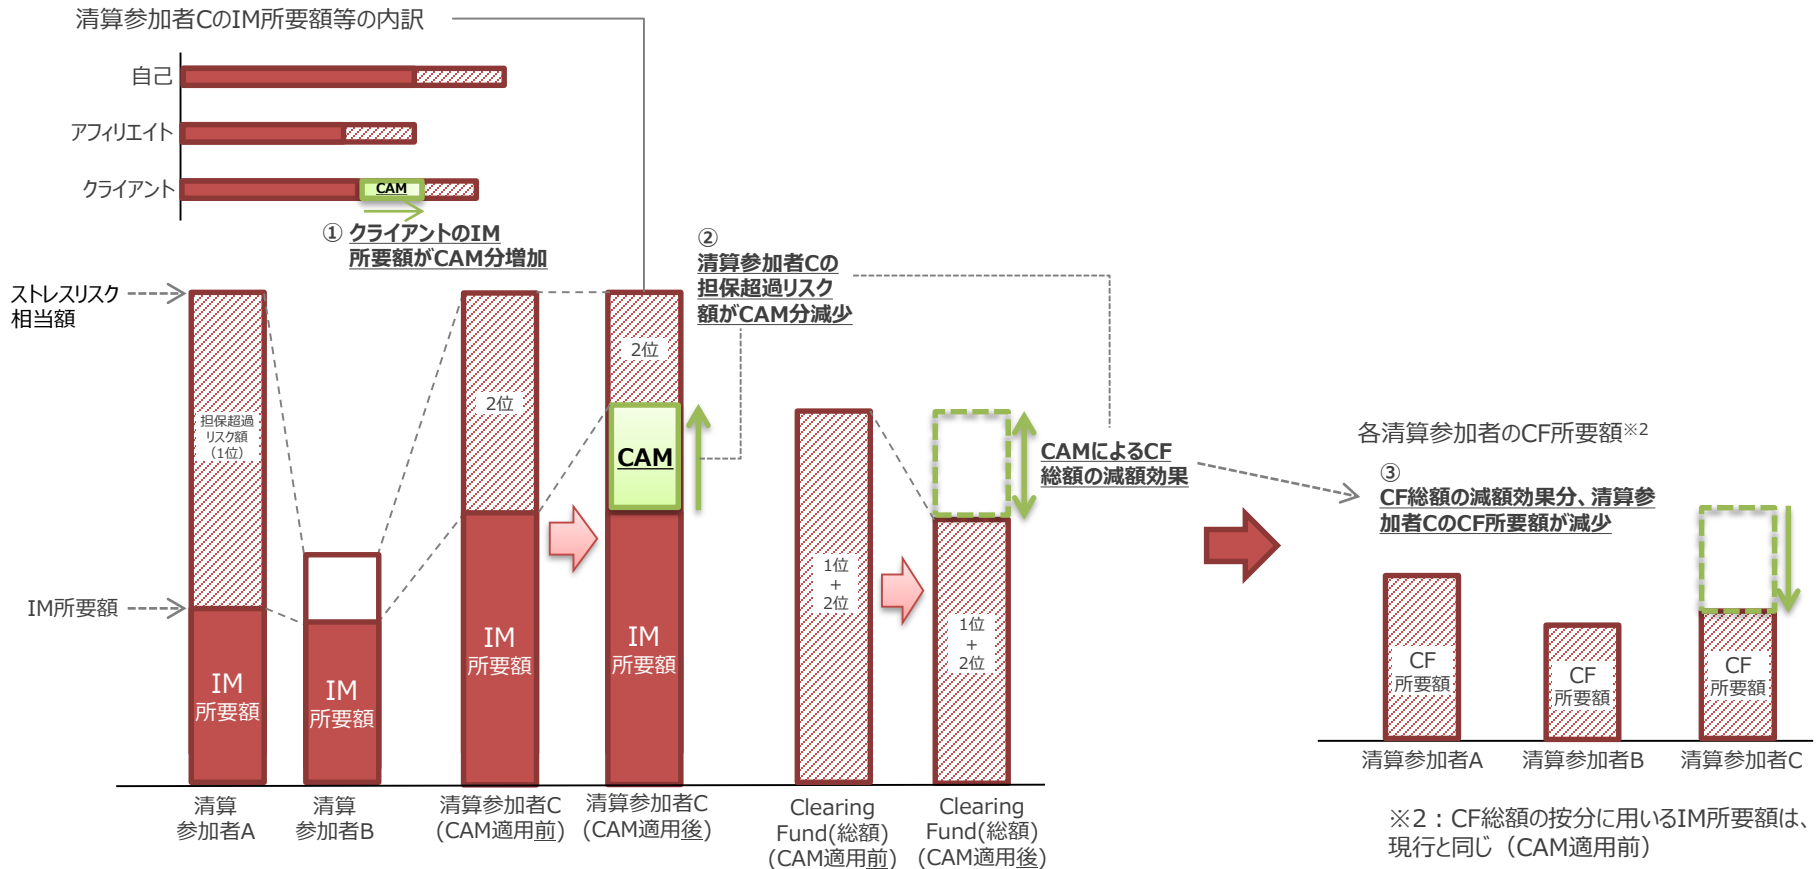 清算参加者CのIM所要額等の内訳
自己
アフィリエイト
クライアント
CAM
① クライアントのIM
所要額がCAM分増加
②
清算参加者Cの
担保超過リスク
額がCAM分減少
ストレスリスク
相当額
IM所要額
担保超過
リスク額
(1位)
IM
所要額
IM
所要額
2位
IM
所要額
2位
CAM
IM
所要額
1位
+
2位
1位
+
2位
CAMによるCF
総額の減額効果
清算
参加者A
清算
参加者B
清算参加者C
(CAM適用前)
清算参加者C
(CAM適用後)
Clearing
Fund(総額)
(CAM適用前)
Clearing
Fund(総額)
(CAM適用後)
各清算参加者のCF所要額※2
③
CF総額の減額効果分、清算参
加者CのCF所要額が減少
CF
所要額
CF
所要額
CF
所要額
清算参加者A
清算参加者B
清算参加者C
※2：CF総額の按分に用いるIM所要額は、
現行と同じ（CAM適用前）